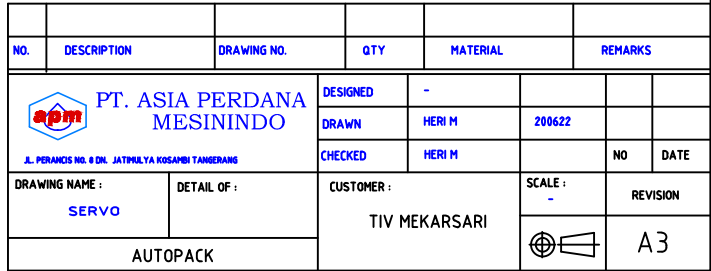 NO. DESCRIPTION DRAWING NO. QTY MATERIAL REMARKS
apm
PT. ASIA PERDANA
MESININDO
JL. PERANCIS NO. 8 DN. JATIMULYA KOSAMBI TANGERANG
DESIGNED -
DRAWN HERI M 200622
CHECKED HERI M NO DATE
DRAWING NAME : DETAIL OF : CUSTOMER : SCALE : REVISION
SERVO -
TIV MEKARSARI
AUTOPACK A3